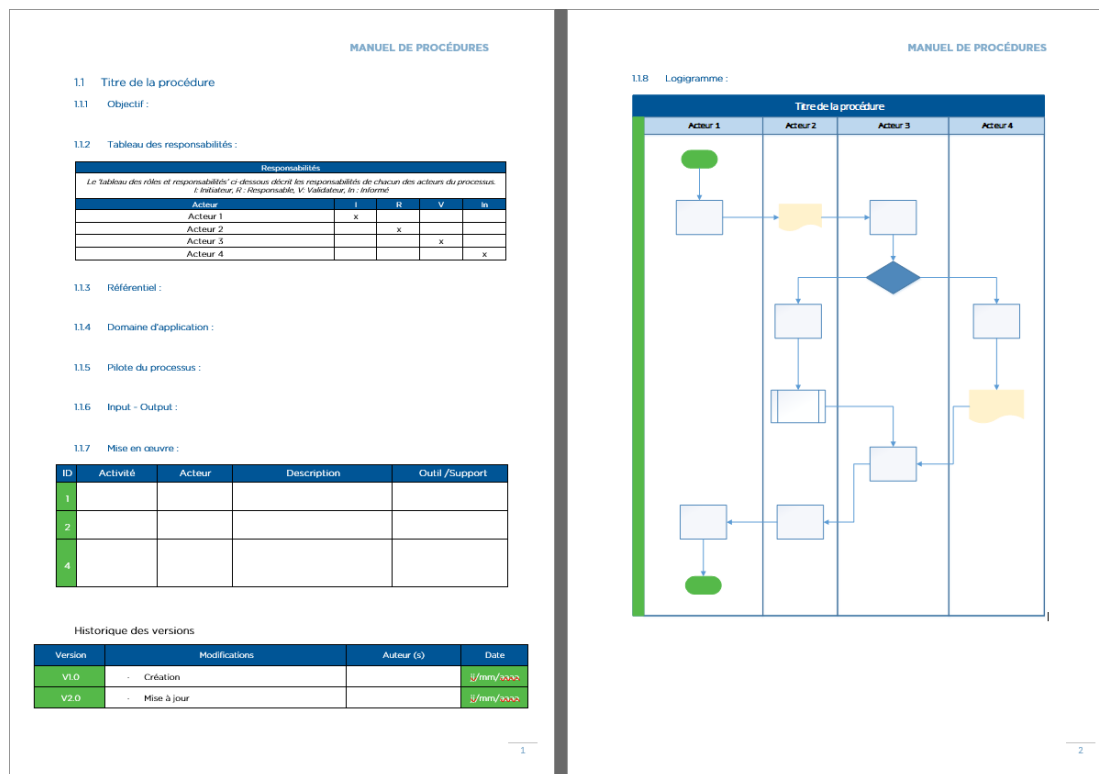 MANUEL DE PROCÉDURES
1.1 Titre de la procédure
1.1.1 Objectif :
1.1.2 Tableau des responsabilités :
Responsabilités
Le 'tableau des rôles et responsabilités' ci-dessous décrit les responsabilités de chacun des acteurs du processus.
I: Initiateur, R : Responsable, V: Validateur, In : Informé
Acteur I R V In
Acteur 1 x
Acteur 2 x
Acteur 3 x
Acteur 4 x
1.1.3 Référentiel :
1.1.4 Domaine d'application :
1.1.5 Pilote du processus :
1.1.6 Input - Output :
1.1.7 Mise en œuvre :
ID Activité Acteur Description Outil /Support
1
2
4
Historique des versions
Version Modifications Auteur (s) Date
V1.0 - Création jj/mm/aaaa
V2.0 - Mise à jour jj/mm/aaaa
1
MANUEL DE PROCÉDURES
1.1.8 Logigramme :
Titre de la procédure
Acteur 1 Acteur 2 Acteur 3 Acteur 4
2